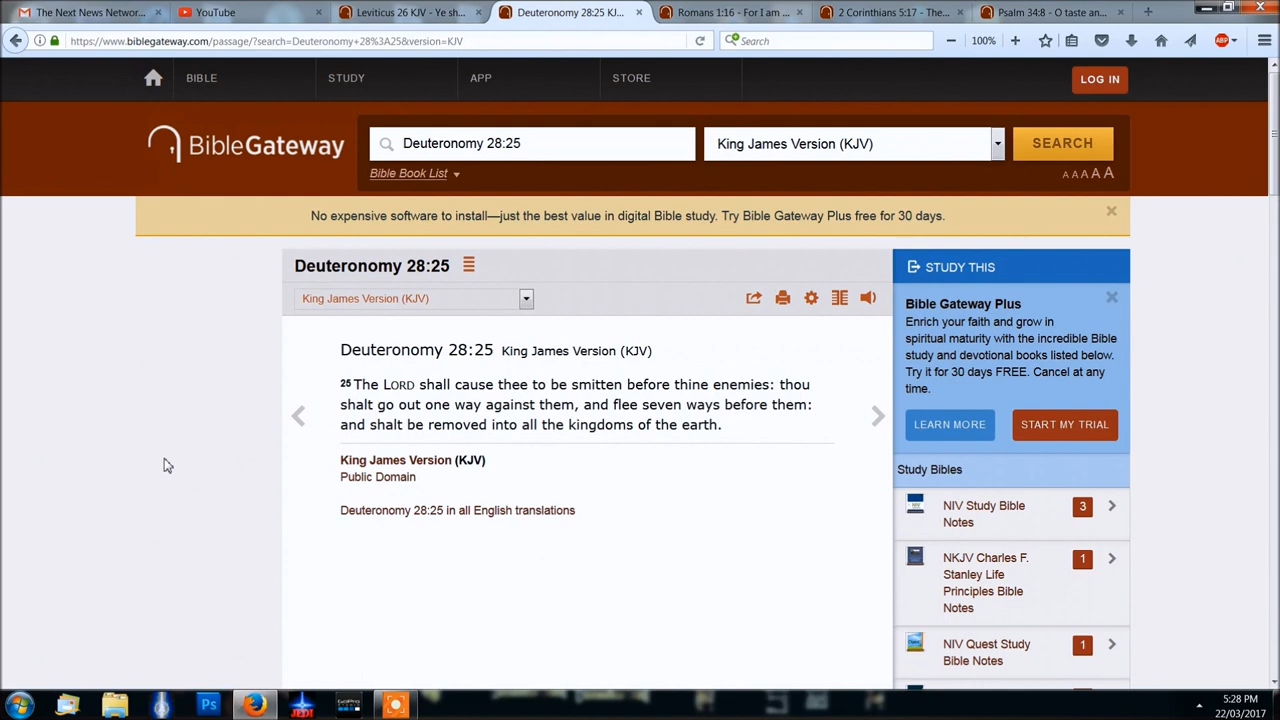 The Next News Network...
YouTube
Leviticus 26 KJV - Ye sh...
Deuteronomy 28:25 KJ...
Romans 1:16 - For I am ...
2 Corinthians 5:17 - The...
Psalm 34:8 - O taste an...
https://www.biblegateway.com/passage/?search=Deuteronomy+28%3A25&version=KJV
Search
100%
ABP
BIBLE
STUDY
APP
STORE
LOG IN
BibleGateway
Deuteronomy 28:25
King James Version (KJV)
SEARCH
Bible Book List
A A A A A
No expensive software to install—just the best value in digital Bible study. Try Bible Gateway Plus free for 30 days.
Deuteronomy 28:25
King James Version (KJV)
Deuteronomy 28:25 King James Version (KJV)
25 The LORD shall cause thee to be smitten before thine enemies: thou
shalt go out one way against them, and flee seven ways before them:
and shalt be removed into all the kingdoms of the earth.
King James Version (KJV)
Public Domain
Deuteronomy 28:25 in all English translations
STUDY THIS
Bible Gateway Plus
Enrich your faith and grow in
spiritual maturity with the incredible Bible
study and devotional books listed below.
Try it for 30 days FREE. Cancel at any
time.
LEARN MORE
START MY TRIAL
Study Bibles
NIV Study Bible
Notes
3
NKJV Charles F.
Stanley Life
Principles Bible
Notes
1
NIV Quest Study
Bible Notes
1
Ps
JEDI
GoPro
5:28 PM
22/03/2017